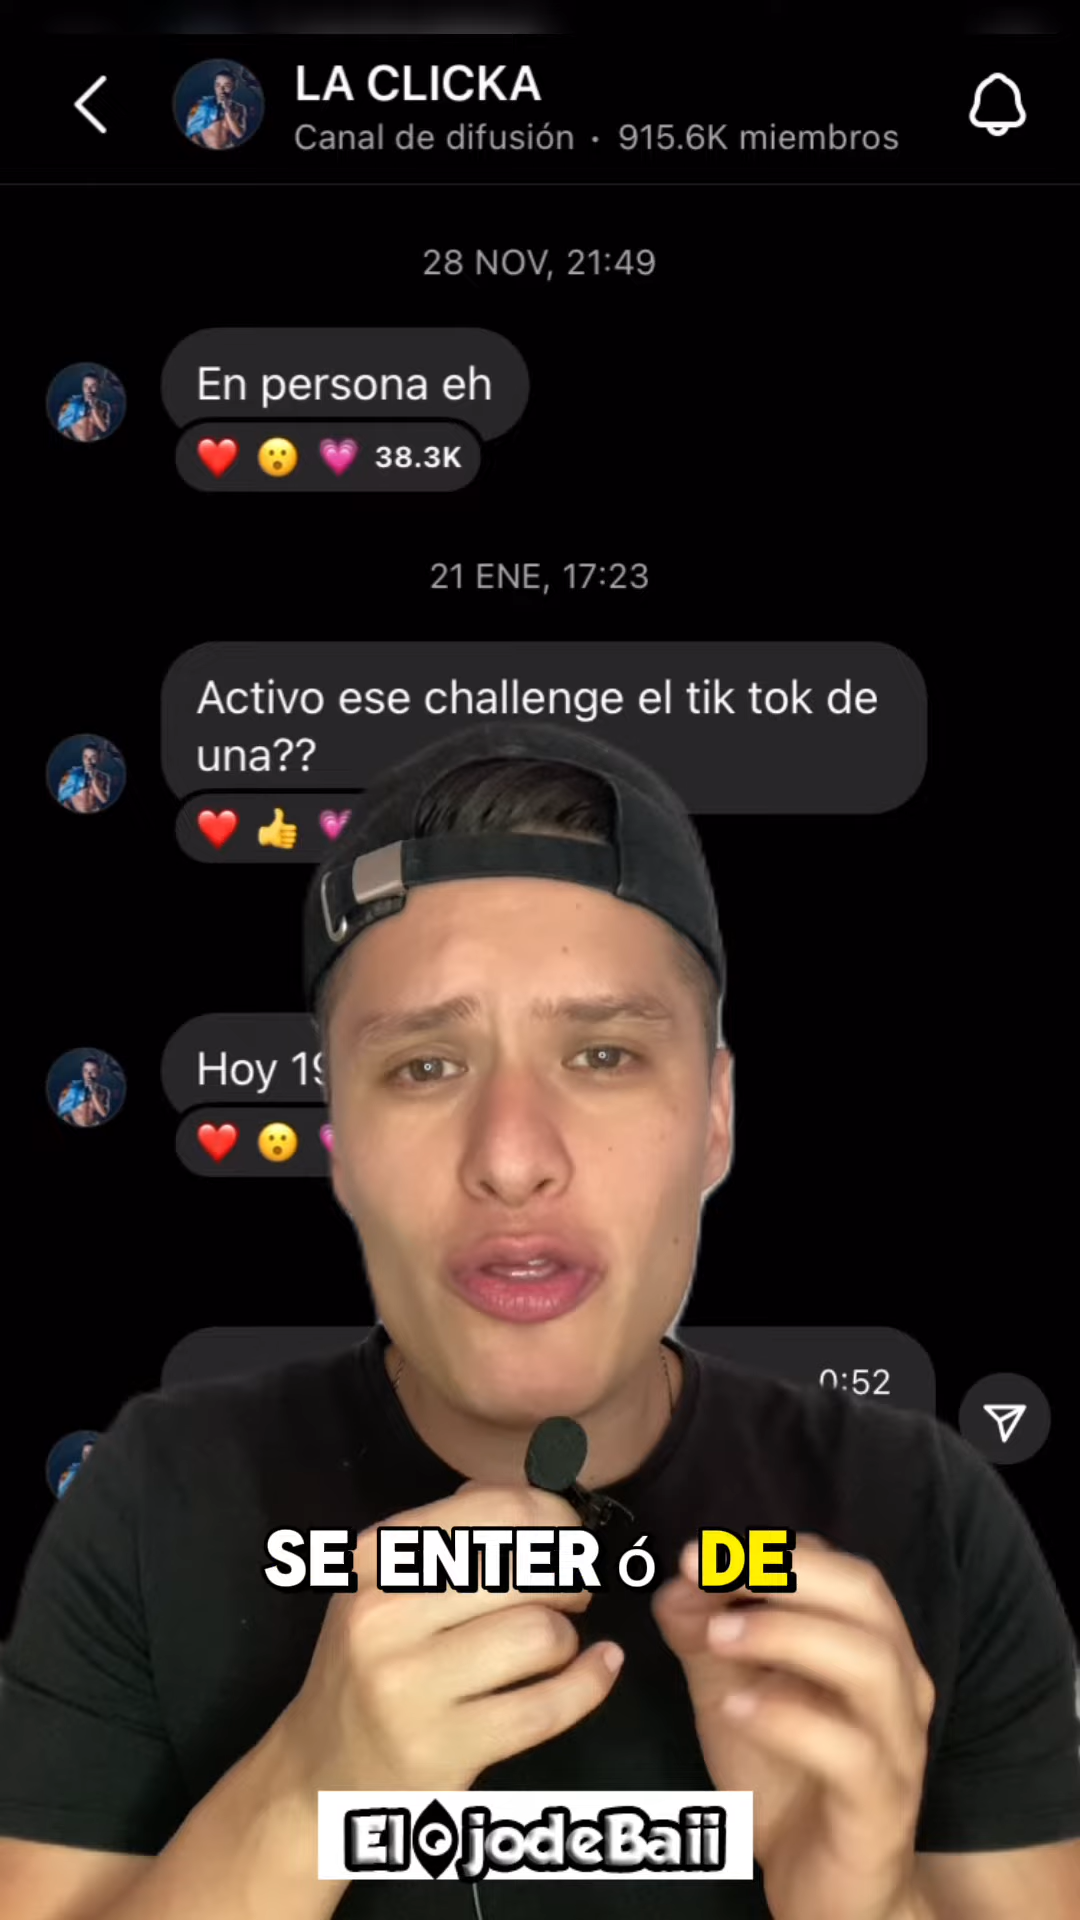 LA CLICKA
Canal de difusión · 915.6K miembros
28 NOV, 21:49
En persona eh
38.3K
21 ENE, 17:23
Activo ese challenge el tik tok de
una??
Hoy
0:52
SE ENTERÓ DE
ElojodeBaii